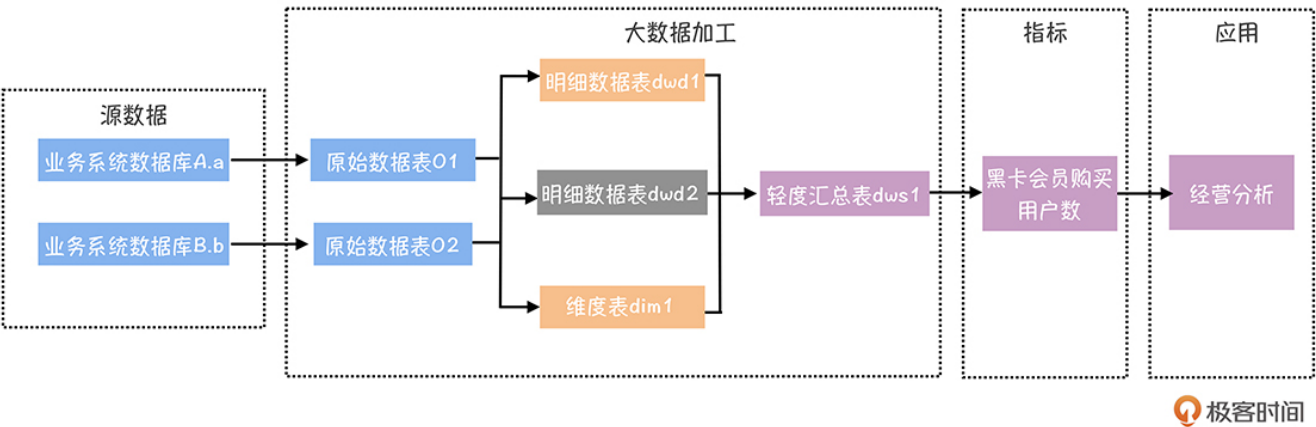 大数据加工
指标
应用
源数据
明细数据表dwd1
业务系统数据库A.a
原始数据表O1
明细数据表dwd2
轻度汇总表dws1
黑卡会员购买
用户数
经营分析
业务系统数据库B.b
原始数据表O2
维度表dim1
极客时间